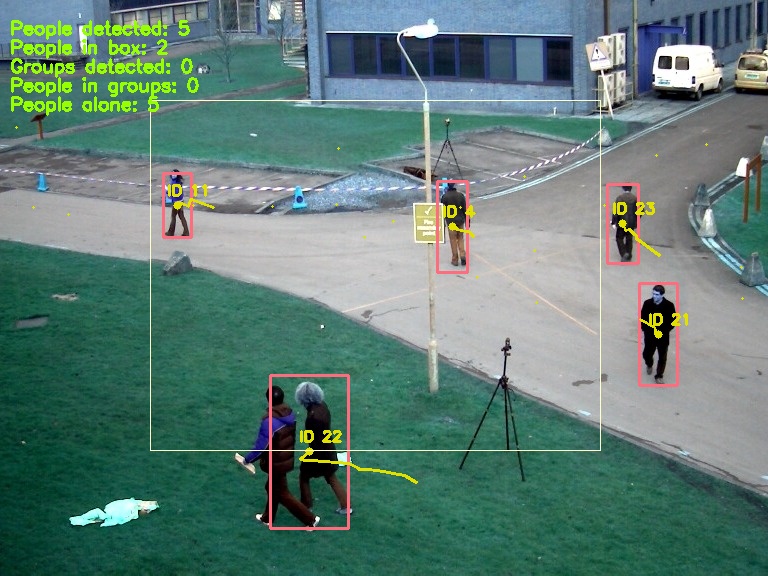 People detected: 5
People in box: 2
Groups detected: 0
People in groups: 0
People alone: 5
ID 11
ID 4
ID 23
ID 21
ID 22